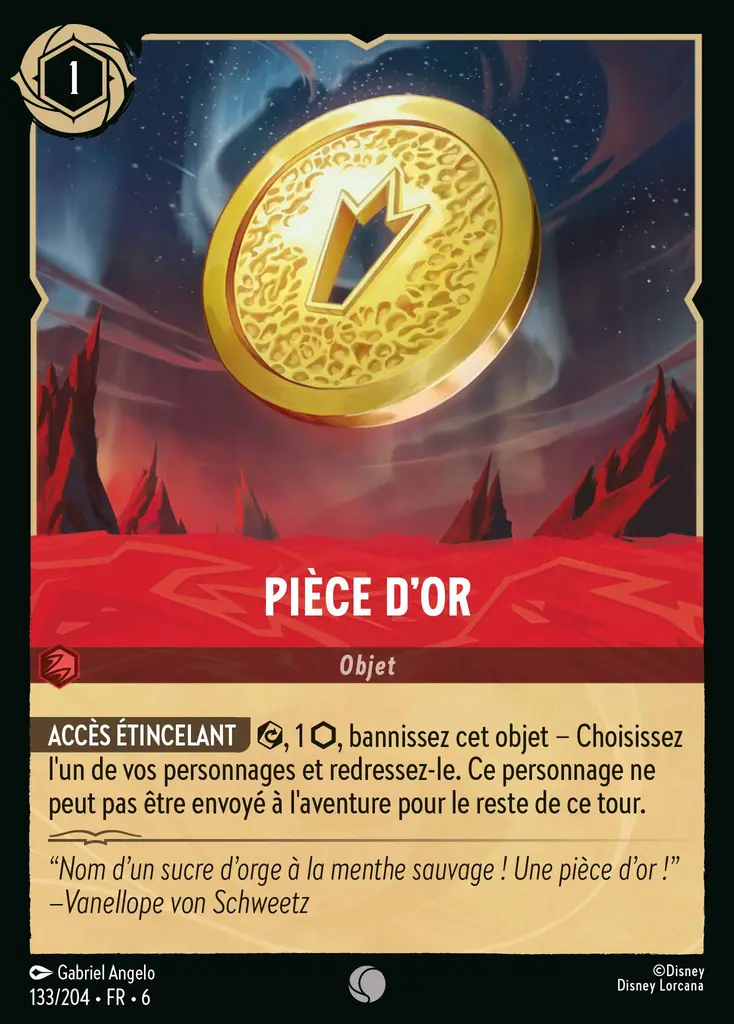 1
PIÈCE D’OR
Objet
ACCÈS ÉTINCELANT , 1 , bannissez cet objet – Choisissez
l'un de vos personnages et redressez-le. Ce personnage ne
peut pas être envoyé à l'aventure pour le reste de ce tour.
“Nom d’un sucre d’orge à la menthe sauvage ! Une pièce d’or !”
–Vanellope von Schweetz
Gabriel Angelo
133/204 • FR • 6
©Disney
Disney Lorcana